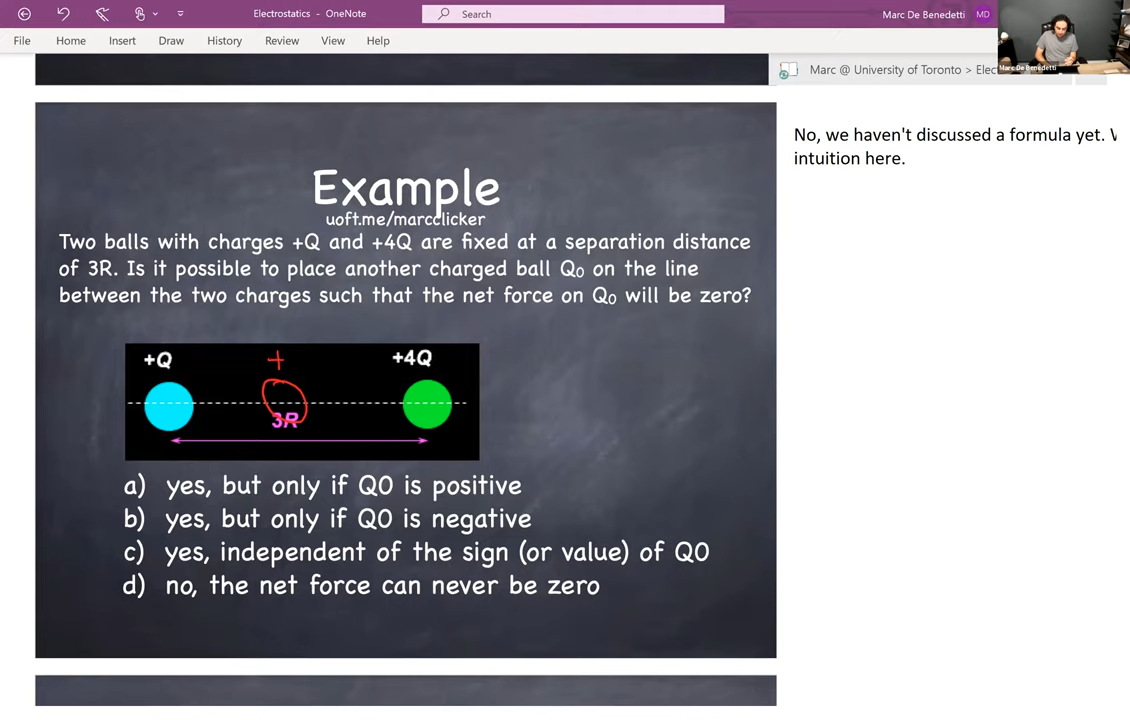 Electrostatics - OneNote
Search
Marc De Benedetti
MD
File
Home
Insert
Draw
History
Review
View
Help
Marc De Benedetti
Marc @ University of Toronto > Elec
No, we haven't discussed a formula yet.
intuition here.
Example
uoft.me/marcclicker
Two balls with charges +Q and +4Q are fixed at a separation distance
of 3R. Is it possible to place another charged ball Q₀ on the line
between the two charges such that the net force on Q₀ will be zero?
+Q
+
+4Q
3R
a) yes, but only if Q0 is positive
b) yes, but only if Q0 is negative
c) yes, independent of the sign (or value) of Q0
d) no, the net force can never be zero